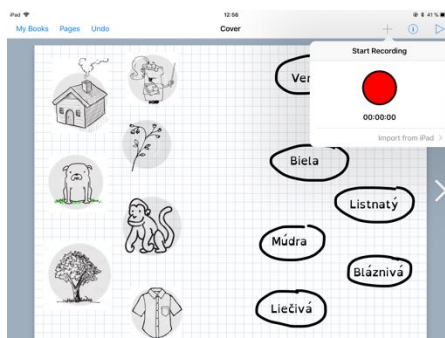 iPad 12:56 41 %
My Books Pages Undo Cover
Start Recording
00:00:00
Import from iPad
Biela
Listnatý
Múdra
Bláznivá
Liečivá